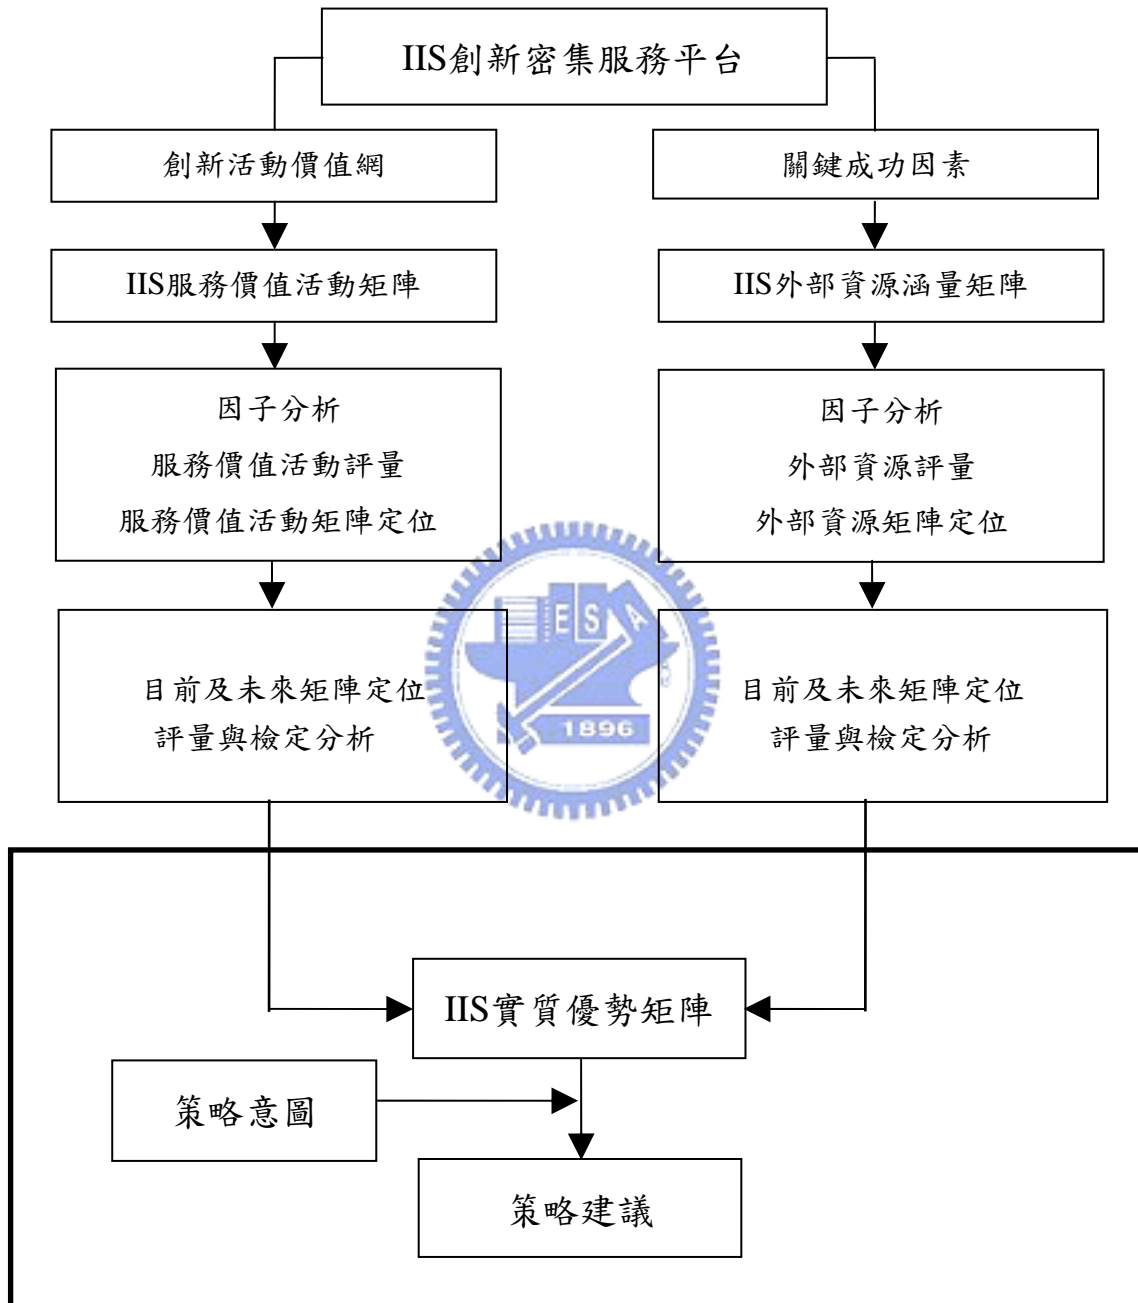 IIS創新密集服務平台
創新活動價值網
關鍵成功因素
IIS服務價值活動矩陣
IIS外部資源涵量矩陣
因子分析
服務價值活動評量
服務價值活動矩陣定位
因子分析
外部資源評量
外部資源矩陣定位
ESA
1896
目前及未來矩陣定位
評量與檢定分析
目前及未來矩陣定位
評量與檢定分析
IIS實質優勢矩陣
策略意圖
策略建議